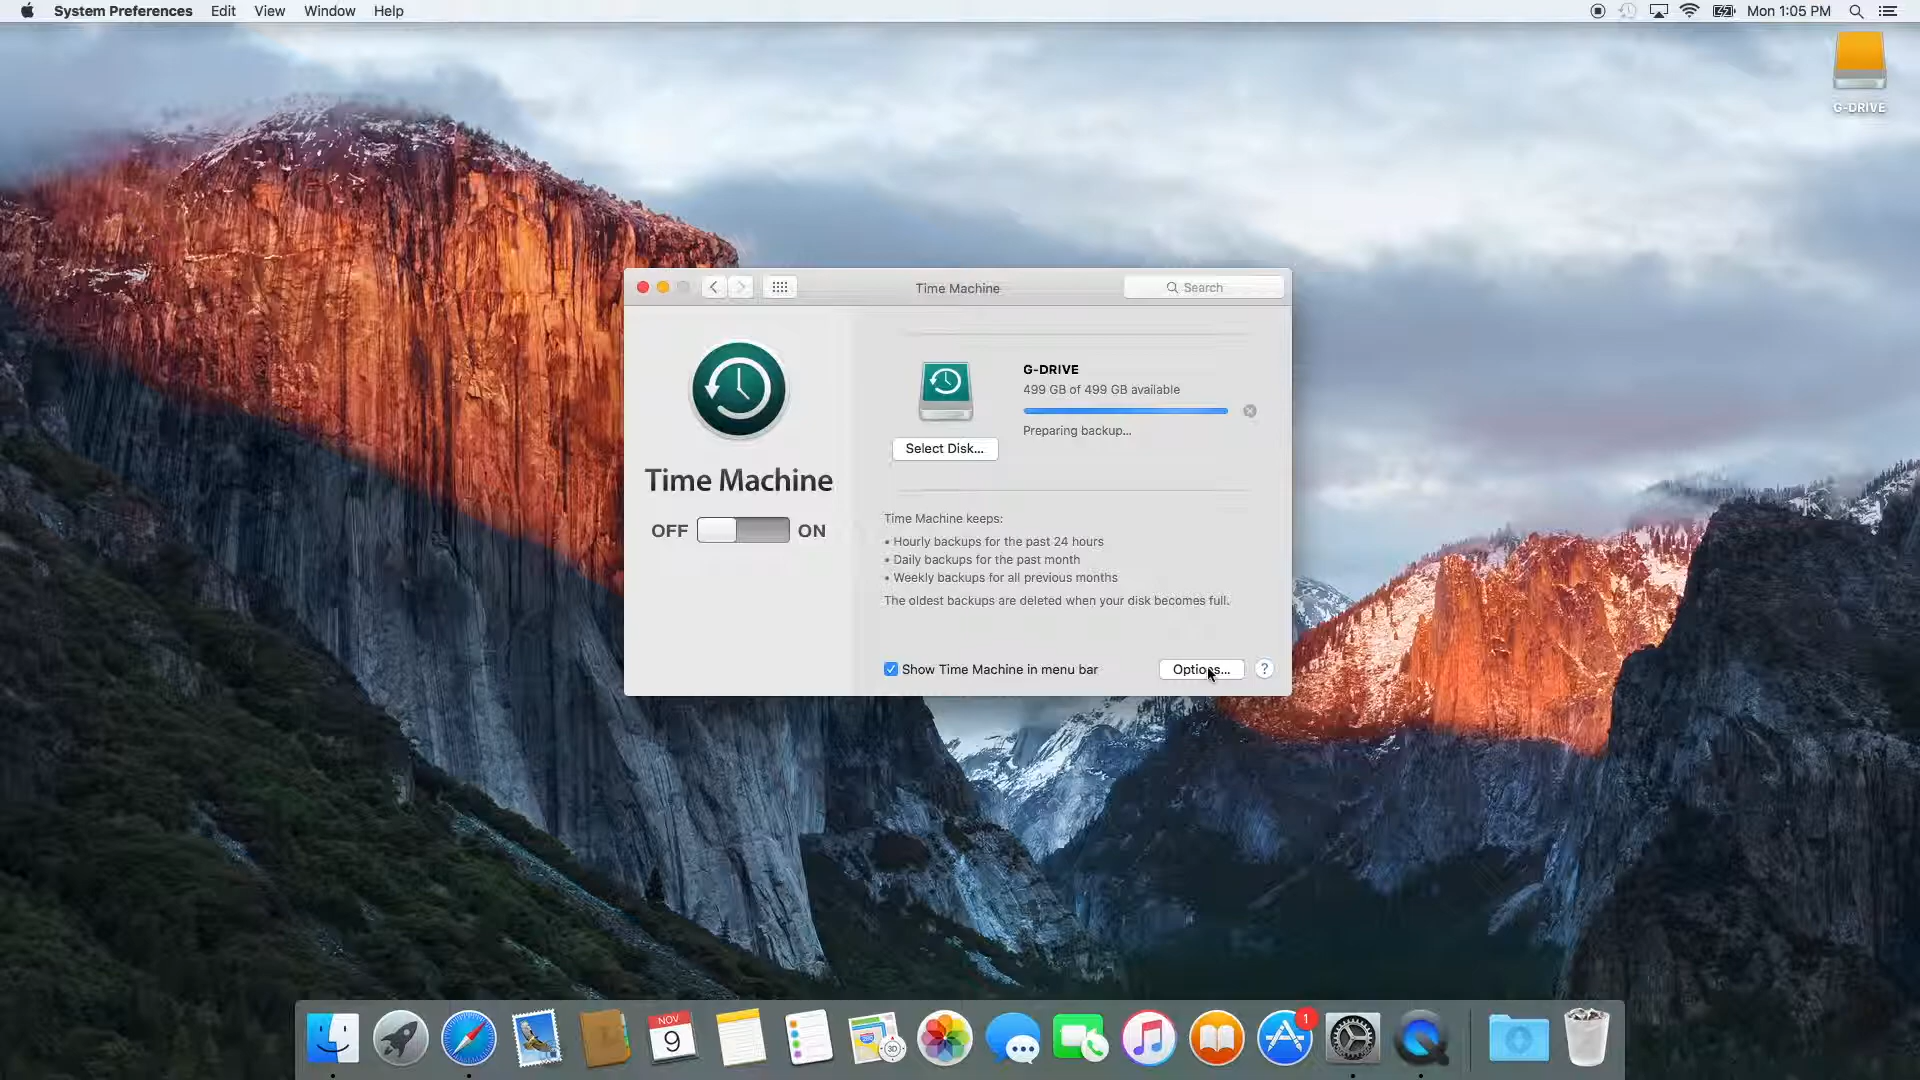 System Preferences Edit View Window Help
Mon 1:05 PM
G-DRIVE
Time Machine
Search
G-DRIVE
499 GB of 499 GB available
Preparing backup...
Select Disk...
Time Machine
OFF ON
Time Machine keeps:
• Hourly backups for the past 24 hours
• Daily backups for the past month
• Weekly backups for all previous months
The oldest backups are deleted when your disk becomes full.
Show Time Machine in menu bar
Options...
?
NOV
9
3D
1